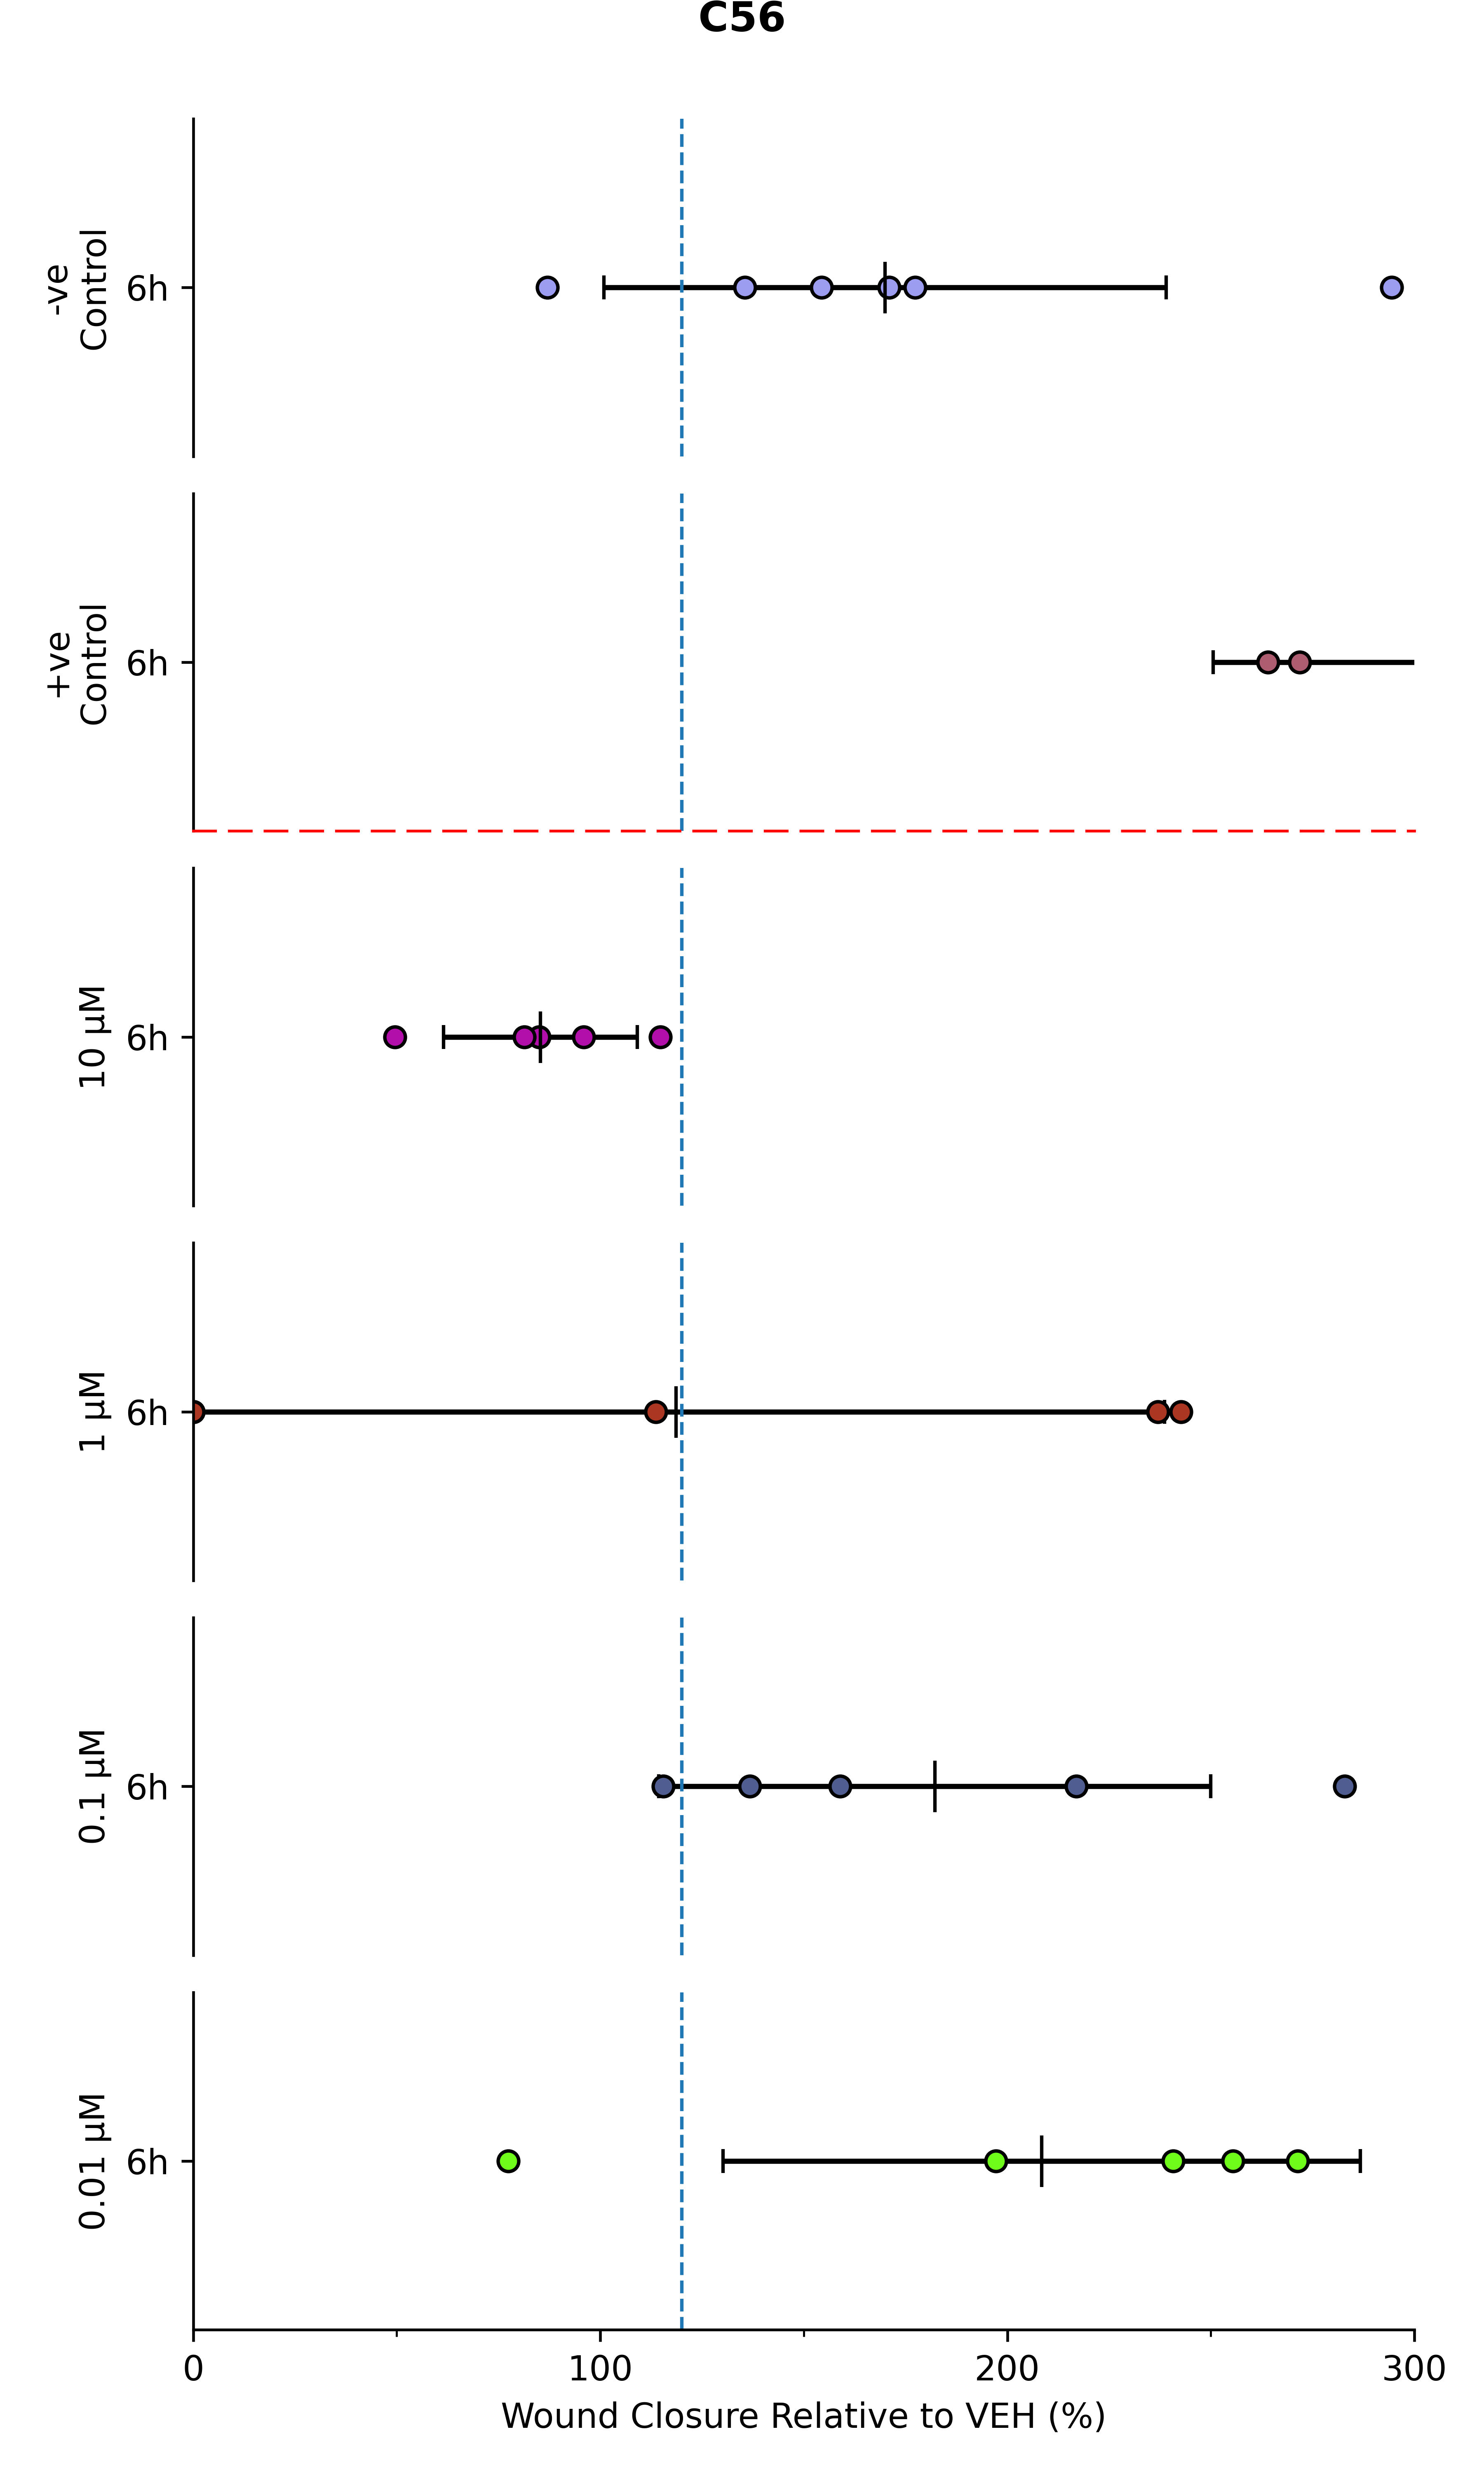 C56
-ve
Control
6h
+ve
Control
6h
10 µM
6h
1 µM
6h
0.1 µM
6h
0.01 µM
6h
0 100 200 300
Wound Closure Relative to VEH (%)